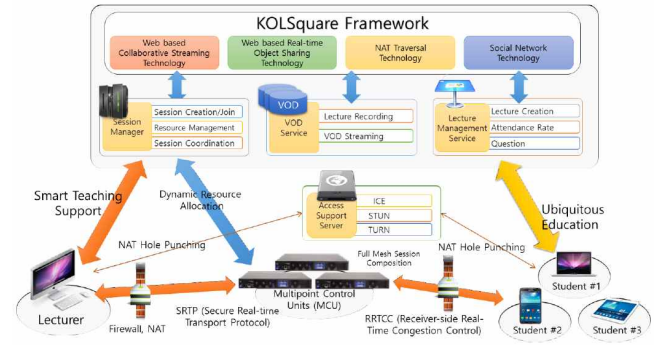 KOLSquare Framework
Web based
Collaborative Streaming
Technology
Web based Real-time
Object Sharing
Technology
NAT Traversal
Technology
Social Network
Technology
Session
Manager
Session Creation/Join
Resource Management
Session Coordination
VOD
VOD
Service
Lecture Recording
VOD Streaming
Lecture
Management
Service
Lecture Creation
Attendance Rate
Question
Smart Teaching
Support
Dynamic Resource
Allocation
Access
Support
Server
ICE
STUN
TURN
Ubiquitous
Education
NAT Hole Punching
NAT Hole Punching
Full Mesh Session
Composition
Lecturer
Firewall, NAT
SRTP (Secure Real-time
Transport Protocol)
Multipoint Control
Units (MCU)
RRTCC (Receiver-side Real-
Time Congestion Control)
Student #1
Student #2
Student #3